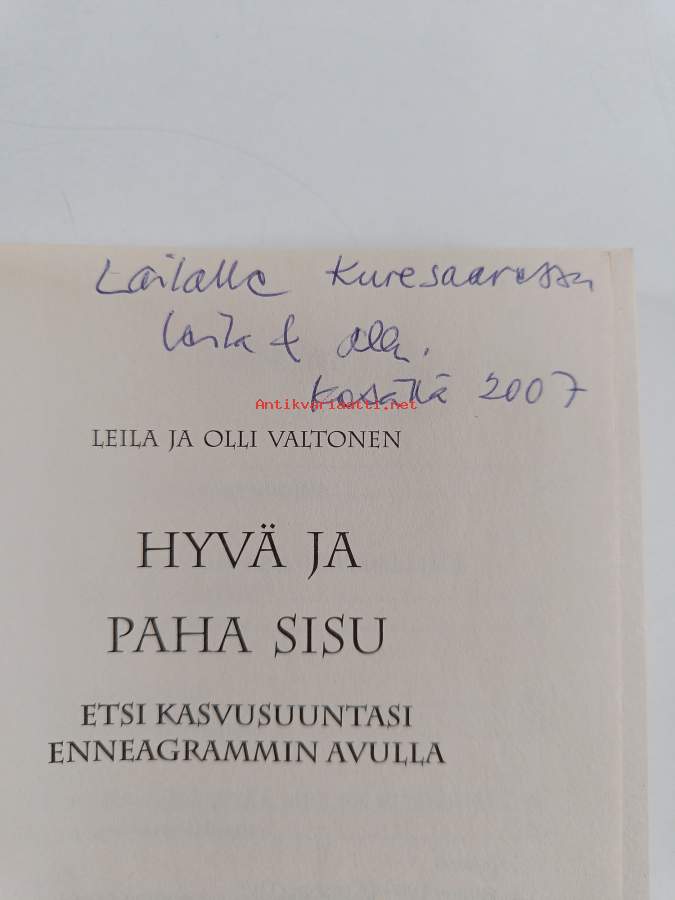 Lailalle Kuresaaressa
Leila & Olli.
Kesällä 2007
Antikvariaatti.net
LEILA JA OLLI VALTONEN
HYVÄ JA
PAHA SISU
ETSI KASVUSUUNTASI
ENNEAGRAMMIN AVULLA